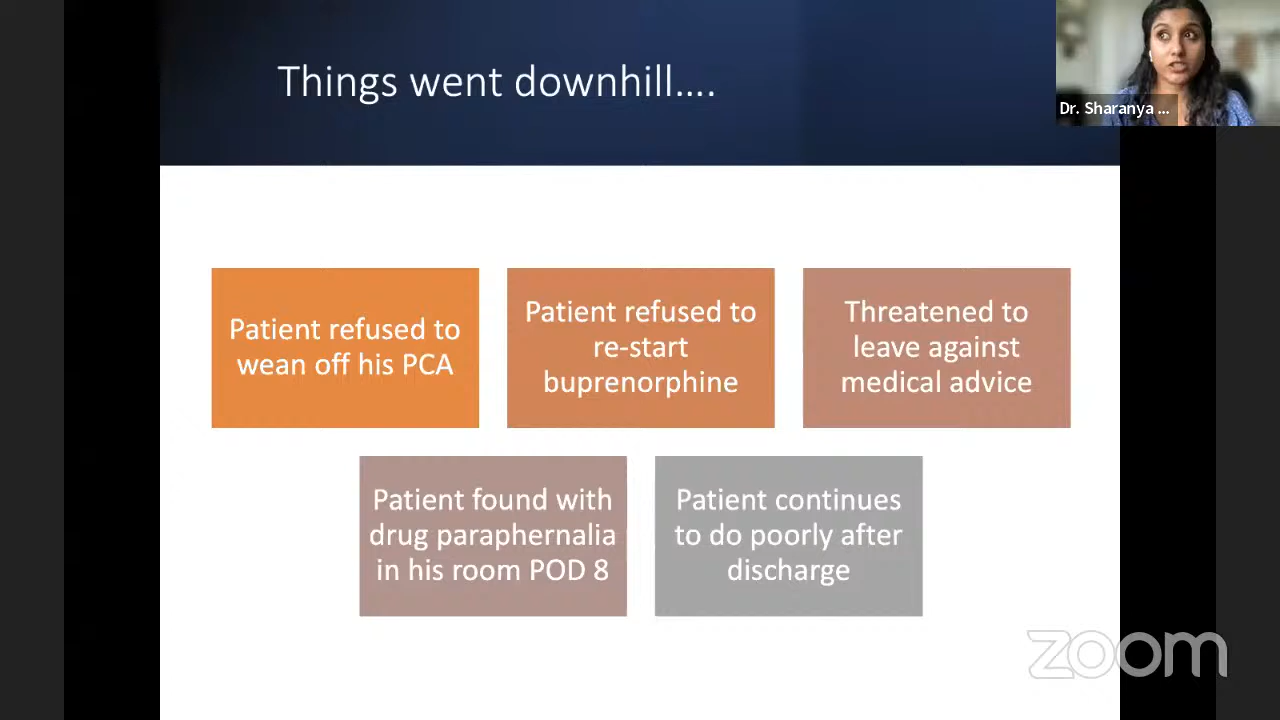 Things went downhill....
Dr. Sharanya ...
Patient refused to
wean off his PCA
Patient refused to
re-start
buprenorphine
Threatened to
leave against
medical advice
Patient found with
drug paraphernalia
in his room POD 8
Patient continues
to do poorly after
discharge
zoom